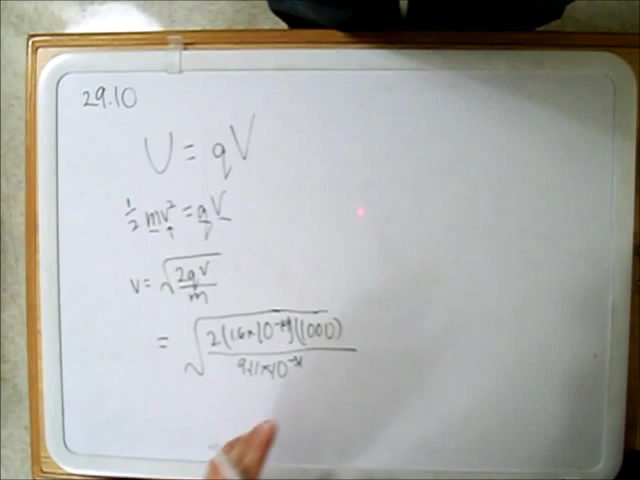 29.10
U = qV
½ mv² = qV
v = √(2qV/m)
= √(2(1.6×10⁻¹⁹)(1000)/9.11×10⁻³¹)